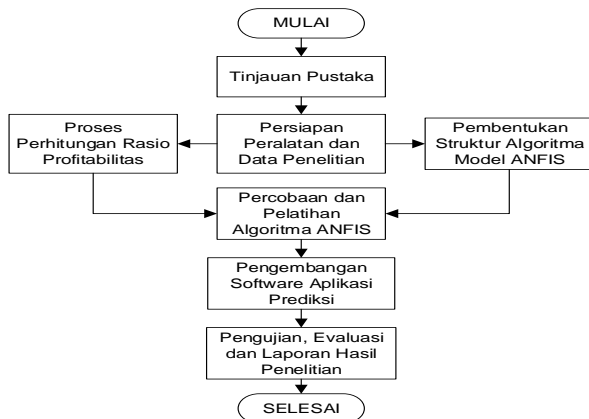 MULAI
Tinjauan Pustaka
Proses
Perhitungan Rasio
Profitabilitas
Persiapan
Peralatan dan
Data Penelitian
Pembentukan
Struktur Algoritma
Model ANFIS
Percobaan dan
Pelatihan
Algoritma ANFIS
Pengembangan
Software Aplikasi
Prediksi
Pengujian, Evaluasi
dan Laporan Hasil
Penelitian
SELESAI